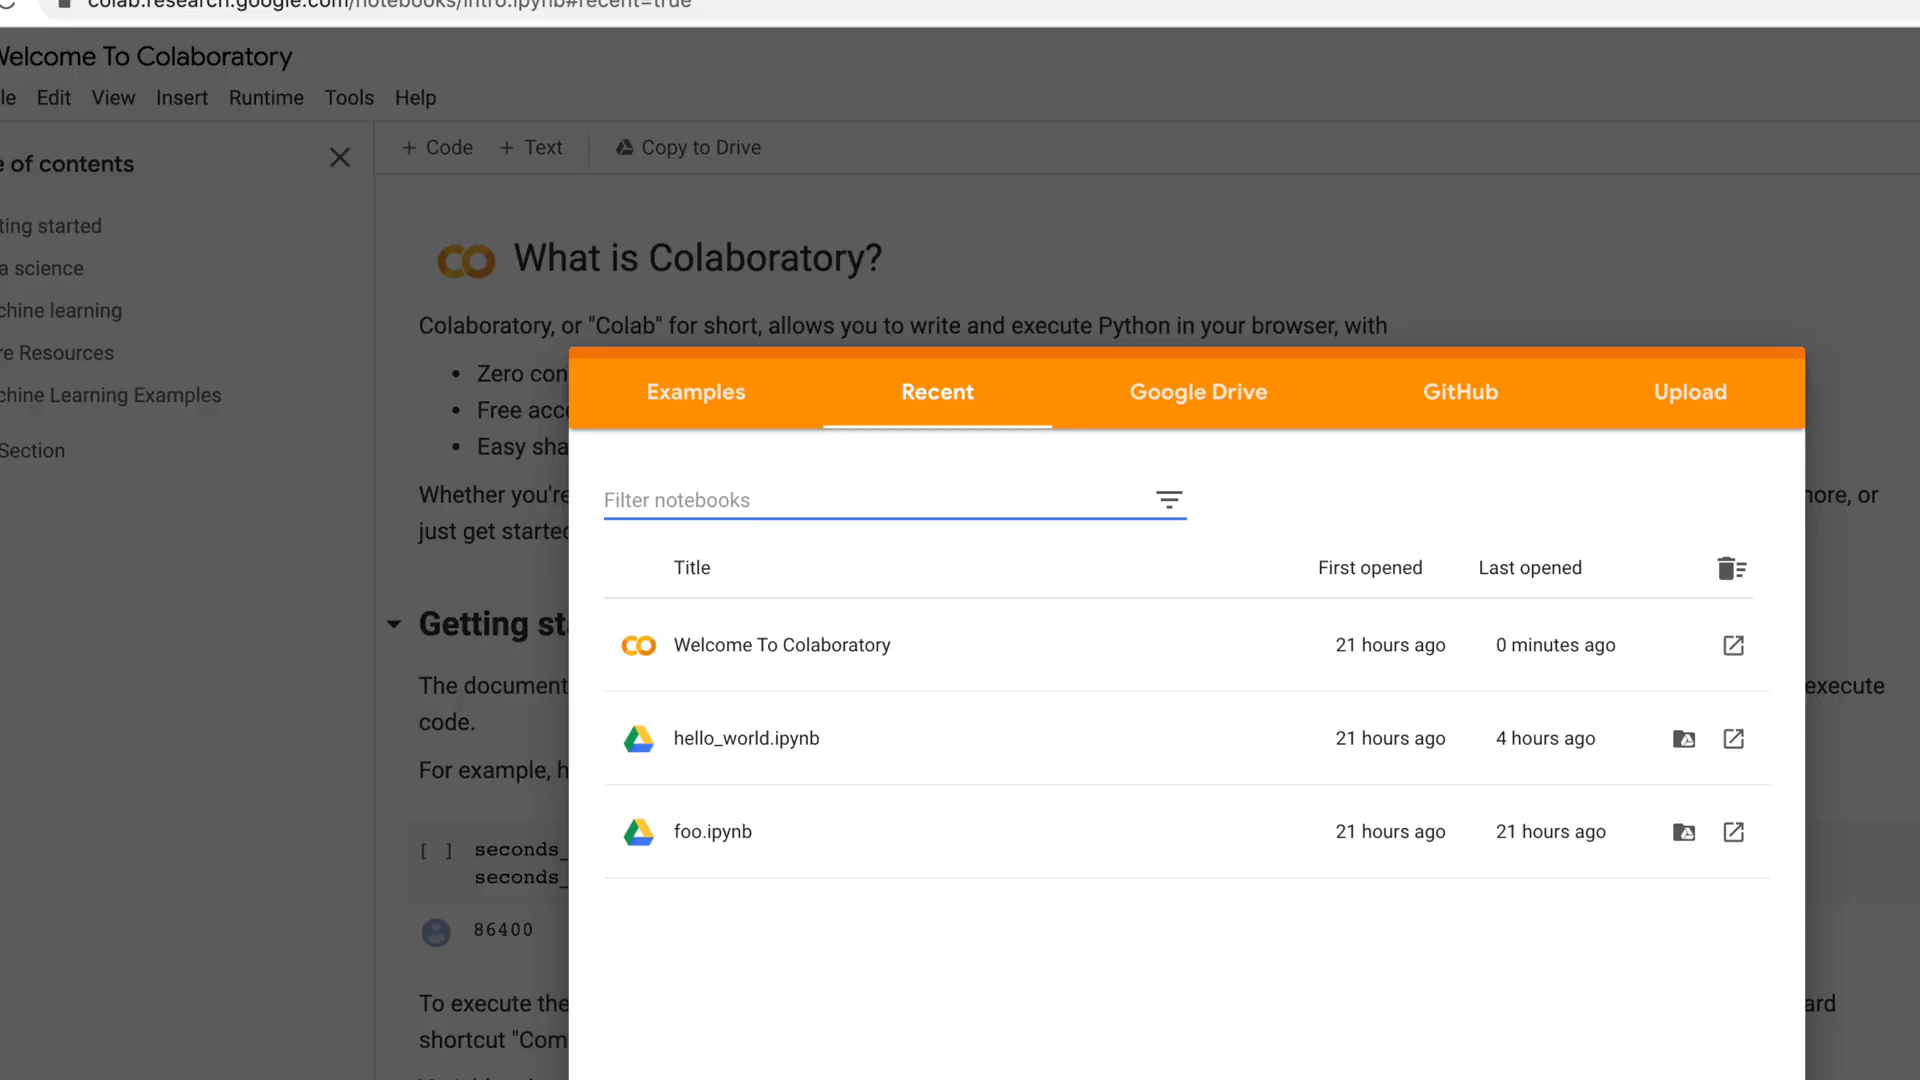 colab.research.google.com/notebooks/intro.ipynb#recent=true
Welcome To Colaboratory
le Edit View Insert Runtime Tools Help
e of contents
+ Code + Text Copy to Drive
ting started
a science
chine learning
re Resources
chine Learning Examples
Section
CO What is Colaboratory?
Colaboratory, or "Colab" for short, allows you to write and execute Python in your browser, with
• Zero con
• Free acc
• Easy sha
Whether you're
nore, or
just get started
Getting sta
The document
execute
code.
For example, h
[ ] seconds_
seconds_
86400
To execute the
ard
shortcut "Com
Examples Recent Google Drive GitHub Upload
Filter notebooks
Title First opened Last opened
CO Welcome To Colaboratory 21 hours ago 0 minutes ago
hello_world.ipynb 21 hours ago 4 hours ago
foo.ipynb 21 hours ago 21 hours ago